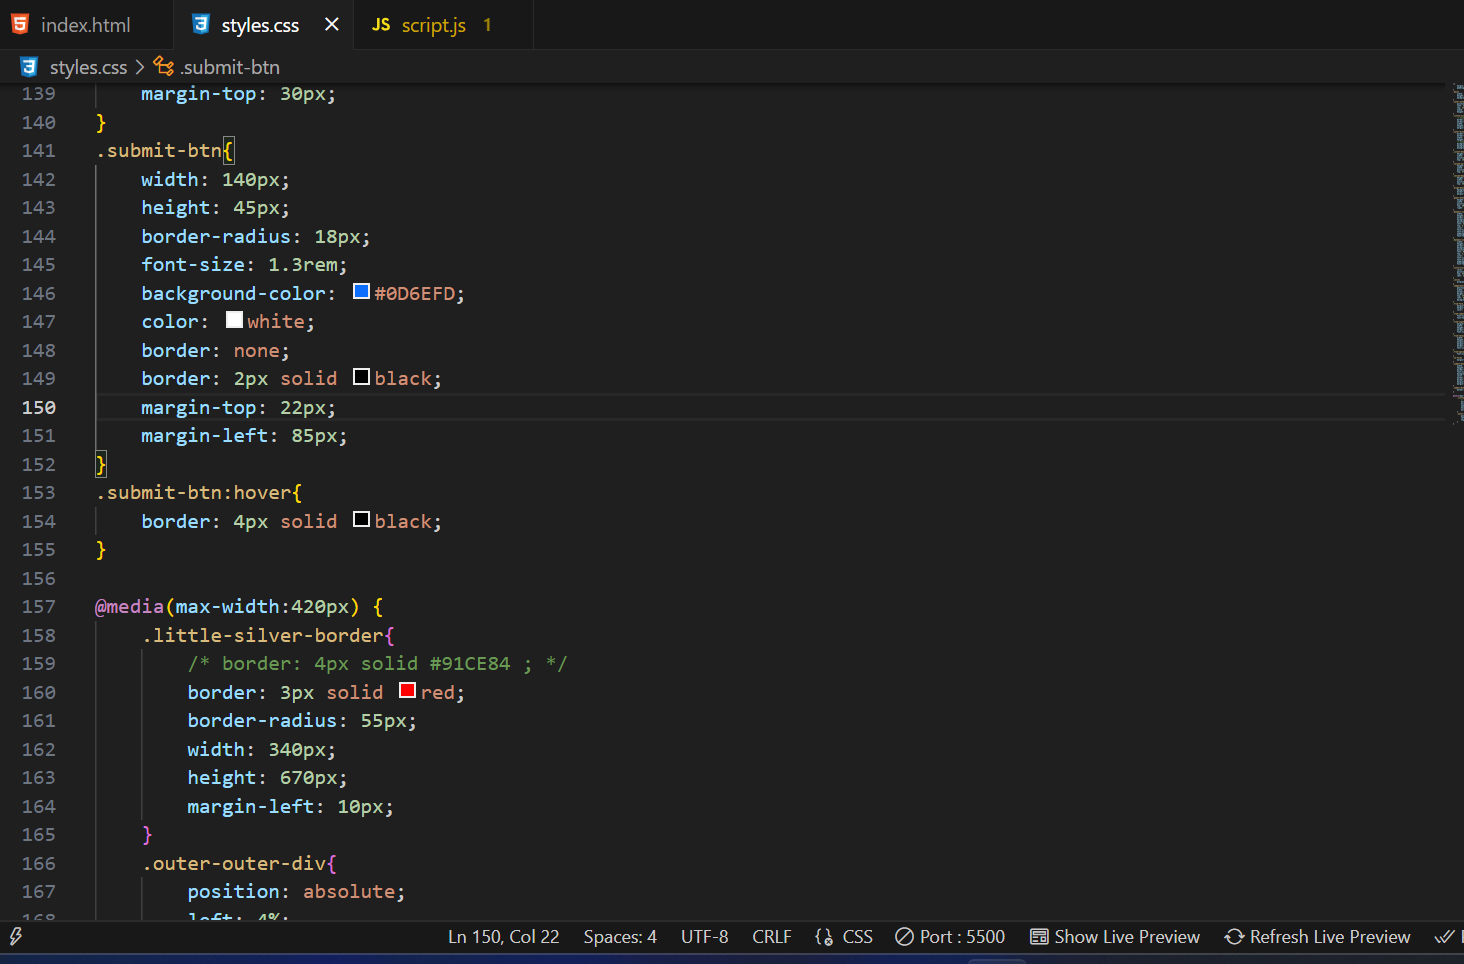 index.html styles.css JS script.js 1
styles.css > .submit-btn
139 margin-top: 30px;
140 }
141 .submit-btn{
142 width: 140px;
143 height: 45px;
144 border-radius: 18px;
145 font-size: 1.3rem;
146 background-color: #0D6EFD;
147 color: white;
148 border: none;
149 border: 2px solid black;
150 margin-top: 22px;
151 margin-left: 85px;
152 }
153 .submit-btn:hover{
154 border: 4px solid black;
155 }
156
157 @media(max-width:420px) {
158 .little-silver-border{
159 /* border: 4px solid #91CE84 ; */
160 border: 3px solid red;
161 border-radius: 55px;
162 width: 340px;
163 height: 670px;
164 margin-left: 10px;
165 }
166 .outer-outer-div{
167 position: absolute;
168 left: 4%;
Ln 150, Col 22 Spaces: 4 UTF-8 CRLF CSS Port : 5500 Show Live Preview Refresh Live Preview